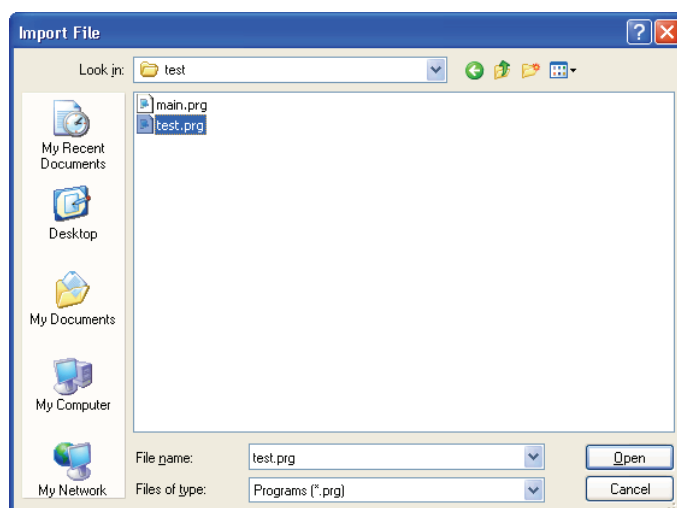 Import File
Look in: test
main.prg
test.prg
My Recent
Documents
Desktop
My Documents
My Computer
My Network
File name: test.prg Open
Files of type: Programs (*.prg) Cancel